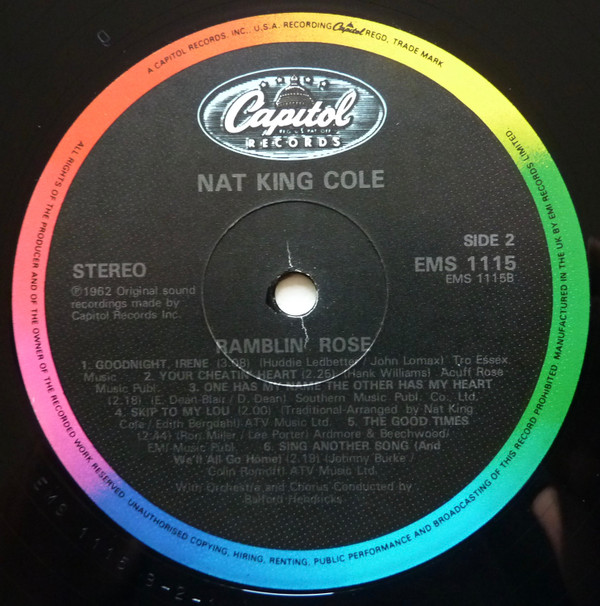 A CAPITOL RECORDS, INC., U.S.A. RECORDING Capitol REGD. TRADE MARK
Capitol
RECORDS
NAT KING COLE
SIDE 2
STEREO
EMS 1115
EMS 1115B
Ⓟ1962 Original sound
recordings made by
Capitol Records Inc.
RAMBLIN' ROSE
1. GOODNIGHT, IRENE (3.08) (Huddie Ledbetter / John Lomax) Tro Essex
Music 2. YOUR CHEATIN' HEART (2.25) (Hank Williams) Acuff Rose
Music Publ. 3. ONE HAS MY NAME THE OTHER HAS MY HEART
(2.18) (E. Dean-Blair / D. Dean) Southern Music Publ. Co. Ltd.
4. SKIP TO MY LOU (2.00) (Traditional-Arranged by Nat King
Cole / Edith Bergdahl) ATV Music Ltd. 5. THE GOOD TIMES
(2.44) (Ron Miller / Lee Porter) Ardmore & Beechwood/
EMI Music Publ. 6. SING ANOTHER SONG (And
We'll All Go Home) (2.19) (Johnny Burke /
ATV Music Ltd.
With Orchestra and Chorus Conducted by
Belford Hendricks
ALL RIGHTS OF THE PRODUCER AND OF THE OWNER OF THE RECORDED WORK RESERVED. UNAUTHORISED COPYING, HIRING, RENTING, PUBLIC PERFORMANCE AND BROADCASTING OF THIS RECORD PROHIBITED. MANUFACTURED IN THE UK BY EMI RECORDS LIMITED